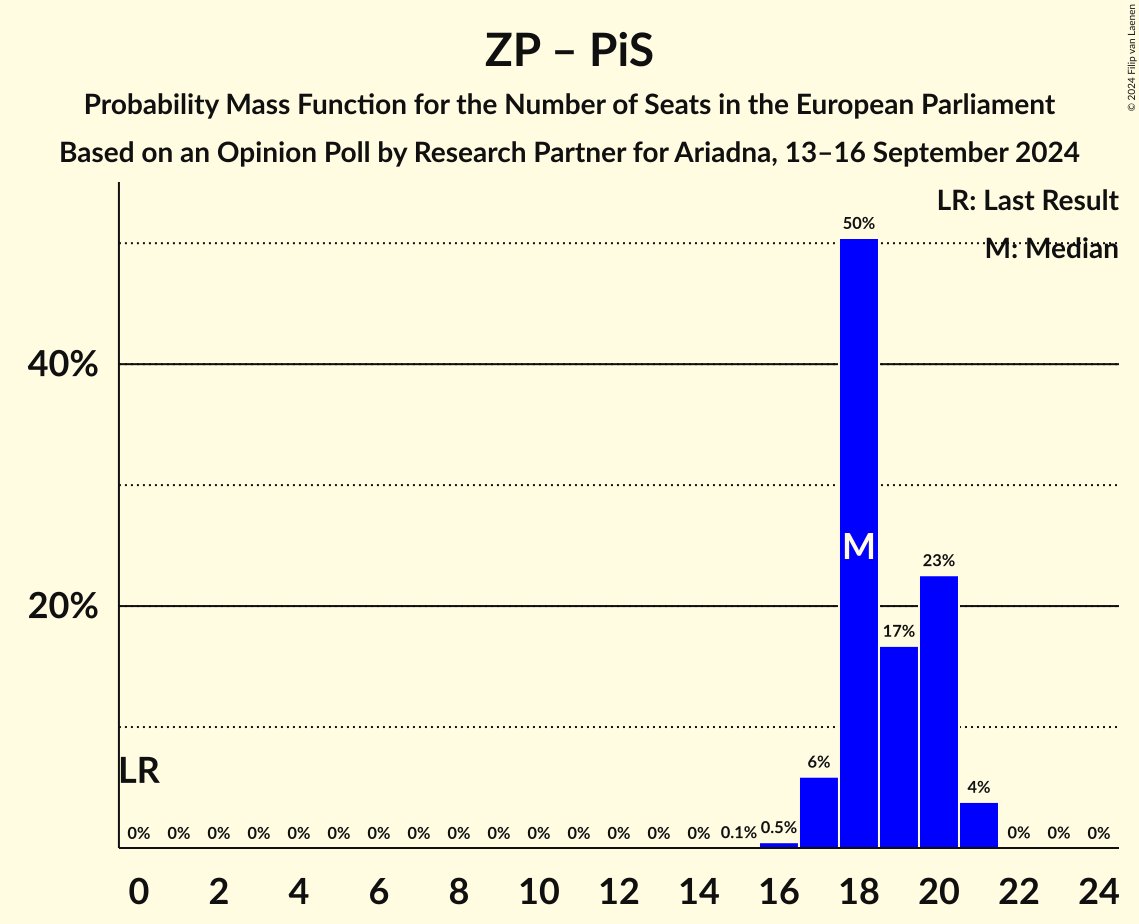 ZP – PiS
Probability Mass Function for the Number of Seats in the European Parliament
Based on an Opinion Poll by Research Partner for Ariadna, 13–16 September 2024
© 2024 Filip van Laenen
LR: Last Result
M: Median
50%
40%
M
23%
20%
17%
LR
6%
4%
0% 0% 0% 0% 0% 0% 0% 0% 0% 0% 0% 0% 0% 0% 0% 0.1% 0.5% 0% 0% 0%
0 2 4 6 8 10 12 14 16 18 20 22 24